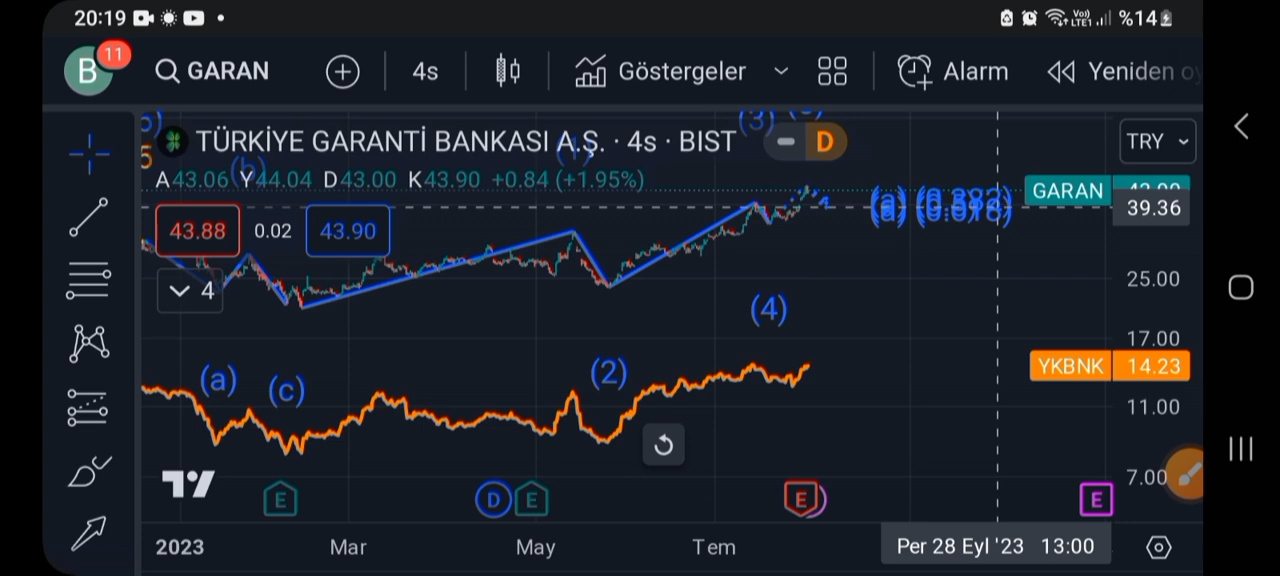 20:19
Vo)) LTE1 %14
B 11 GARAN 4s Göstergeler Alarm Yeniden oy
TÜRKİYE GARANTİ BANKASI A.Ş. · 4s · BIST D TRY
A43.06 Y44.04 D43.00 K43.90 +0.84 (+1.95%)
GARAN
39.36
43.88 0.02 43.90
4
25.00
(4)
17.00
YKBNK 14.23
(a) (c) (2)
11.00
7.00
E D E E E
2023 Mar May Tem Per 28 Eyl '23 13:00